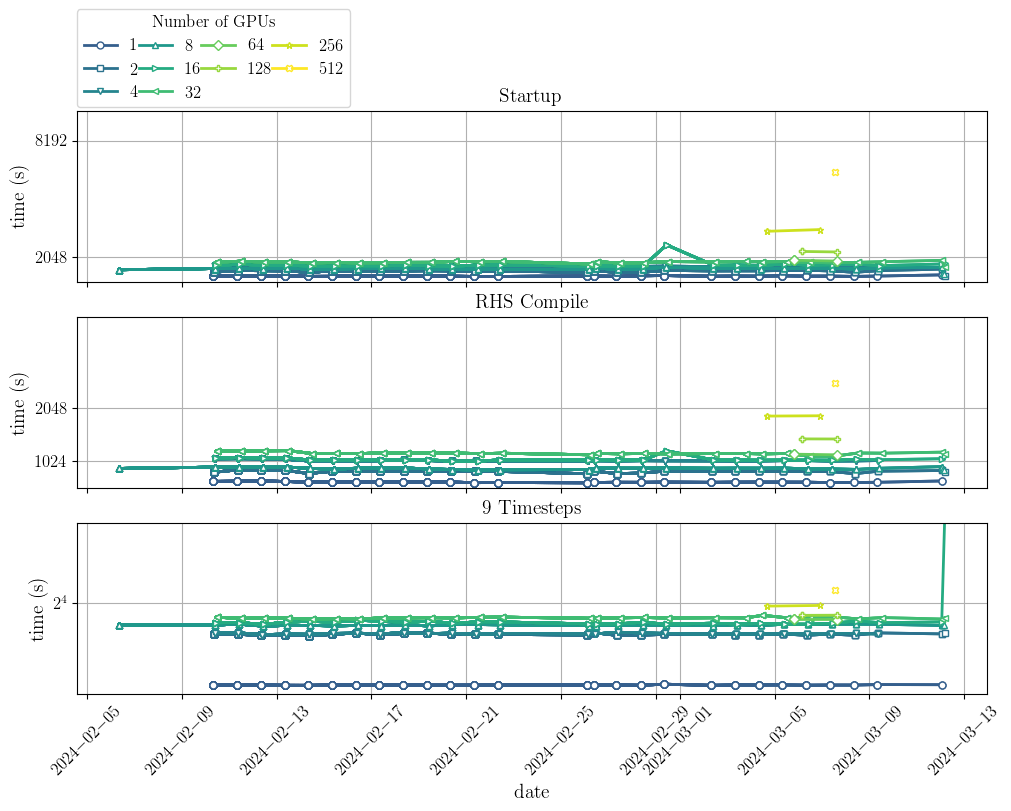 Number of GPUs
1 8 64 256
2 16 128 512
4 32
Startup
8192
2048
time (s)
RHS Compile
2048
1024
time (s)
9 Timesteps
2⁴
time (s)
2024−02−05 2024−02−09 2024−02−13 2024−02−17 2024−02−21 2024−02−25 2024−02−29 2024−03−01 2024−03−05 2024−03−09 2024−03−13
date